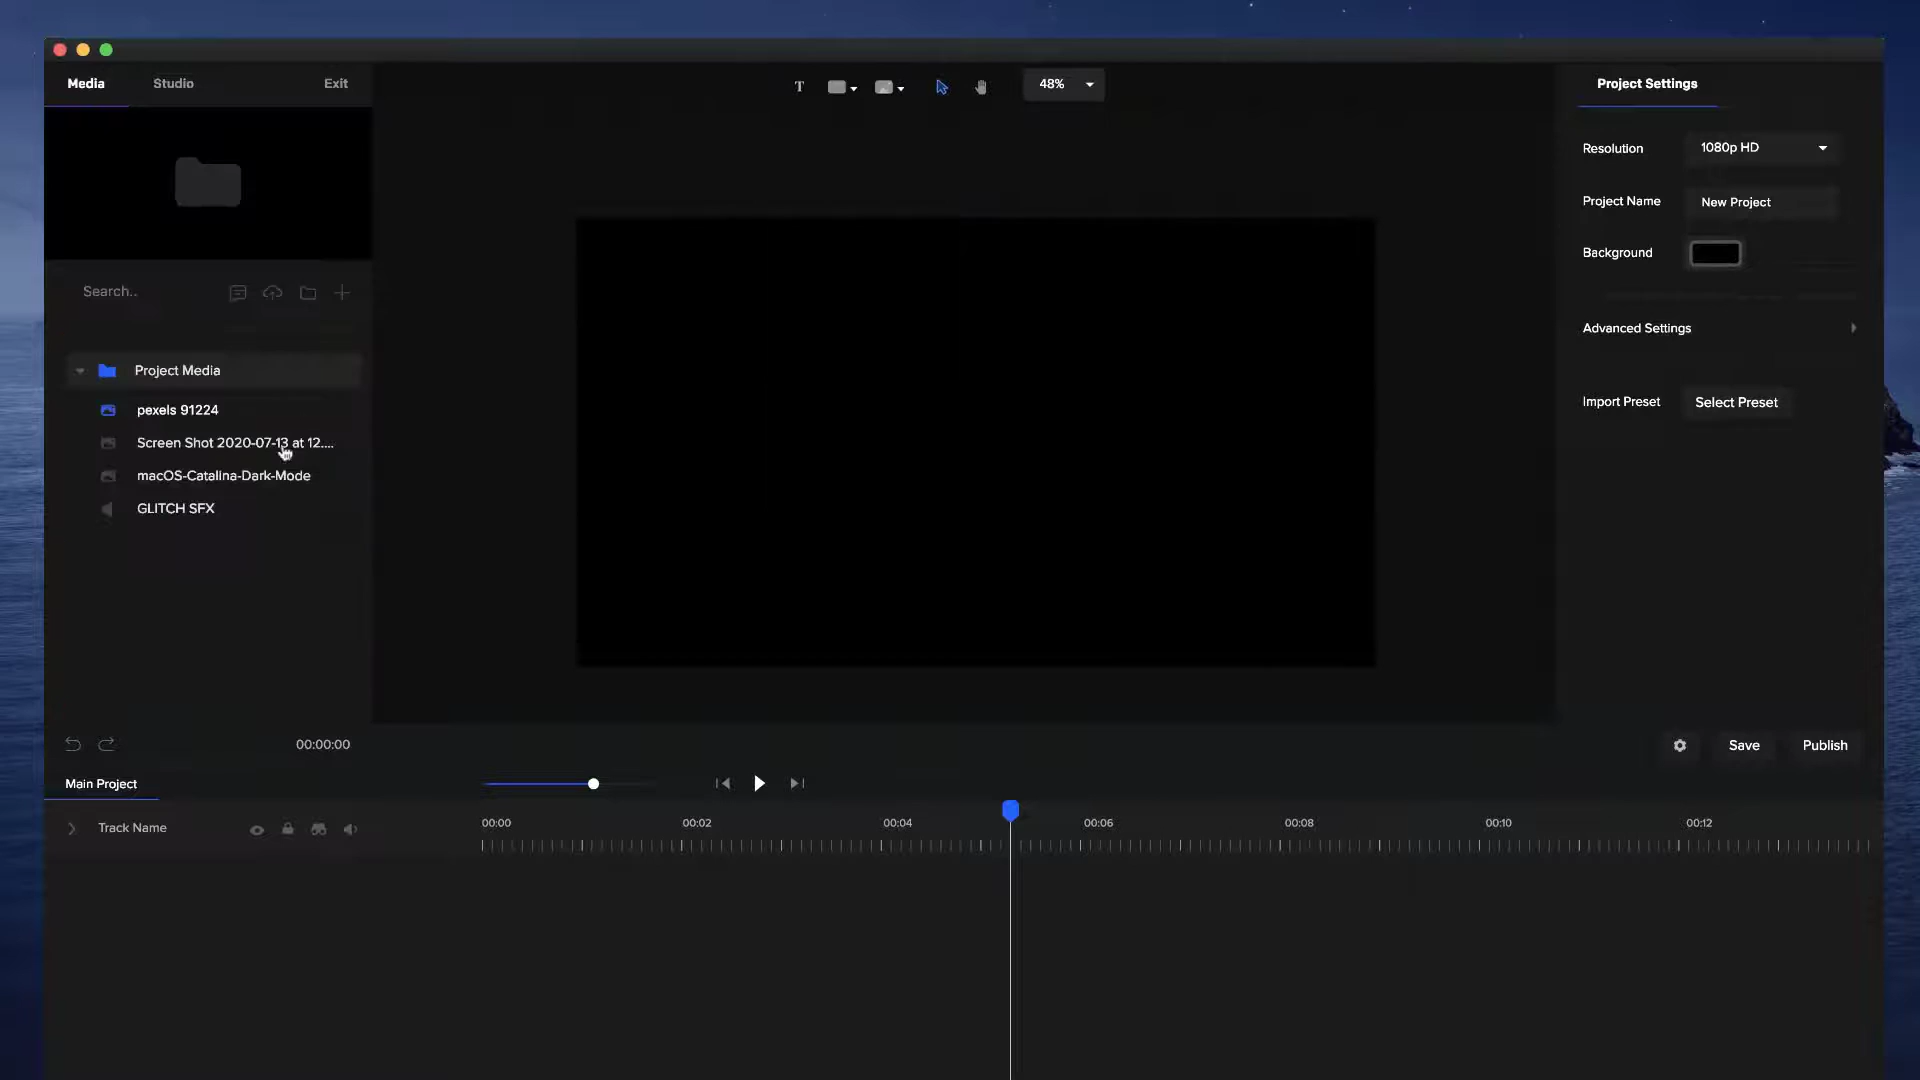 Media
Studio
Exit
T
48%
Project Settings
Resolution
1080p HD
Project Name
New Project
Background
Search..
Advanced Settings
Project Media
Import Preset
Select Preset
pexels 91224
Screen Shot 2020-07-13 at 12....
macOS-Catalina-Dark-Mode
GLITCH SFX
00:00:00
Save
Publish
Main Project
Track Name
00:00
00:02
00:04
00:06
00:08
00:10
00:12